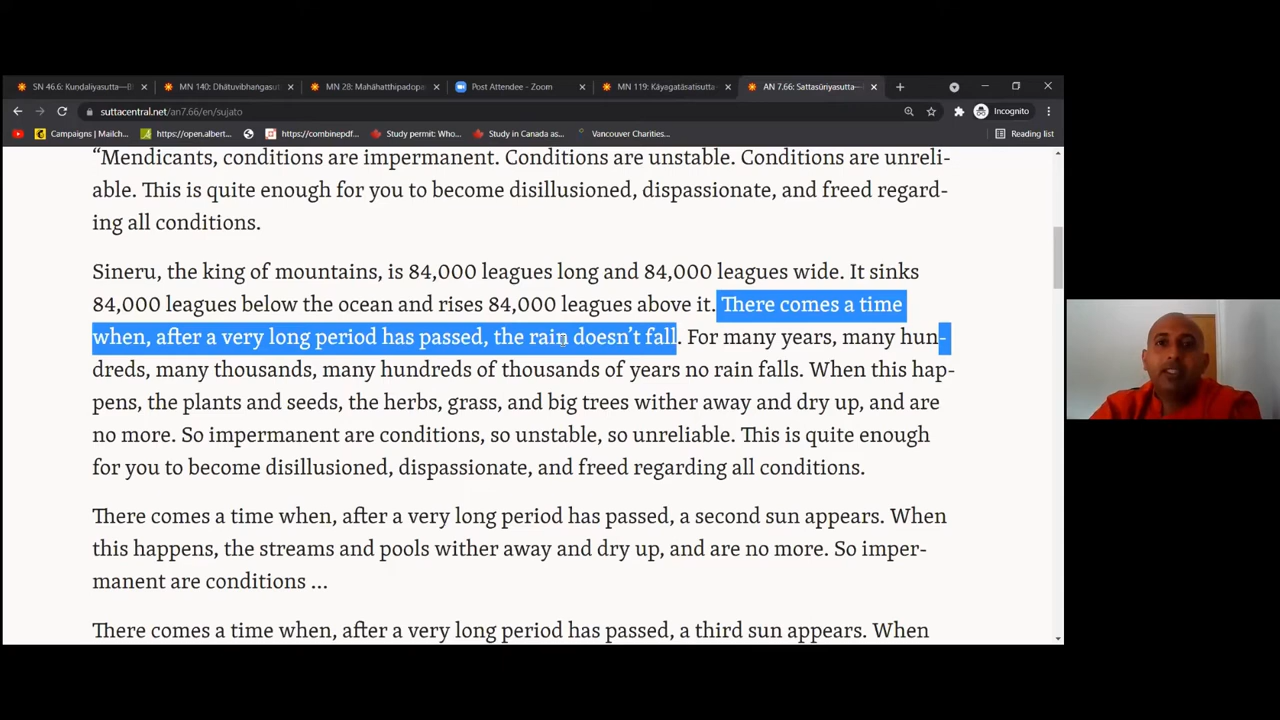 SN 46.6: Kuṇḍaliyasutta—B
MN 140: Dhātuvibhaṅgasut
MN 28: Mahāhatthipadopa
Post Attendee - Zoom
MN 119: Kāyagatāsatisutta
AN 7.66: Sattasūriyasutta—
suttacentral.net/an7.66/en/sujato
Incognito
Campaigns | Mailch...
https://open.albert...
https://combinepdf...
Study permit: Who...
Study in Canada as...
Vancouver Charities...
Reading list
“Mendicants, conditions are impermanent. Conditions are unstable. Conditions are unreli-
able. This is quite enough for you to become disillusioned, dispassionate, and freed regard-
ing all conditions.
Sineru, the king of mountains, is 84,000 leagues long and 84,000 leagues wide. It sinks
84,000 leagues below the ocean and rises 84,000 leagues above it. There comes a time
when, after a very long period has passed, the rain doesn’t fall. For many years, many hun-
dreds, many thousands, many hundreds of thousands of years no rain falls. When this hap-
pens, the plants and seeds, the herbs, grass, and big trees wither away and dry up, and are
no more. So impermanent are conditions, so unstable, so unreliable. This is quite enough
for you to become disillusioned, dispassionate, and freed regarding all conditions.
There comes a time when, after a very long period has passed, a second sun appears. When
this happens, the streams and pools wither away and dry up, and are no more. So imper-
manent are conditions …
There comes a time when, after a very long period has passed, a third sun appears. When